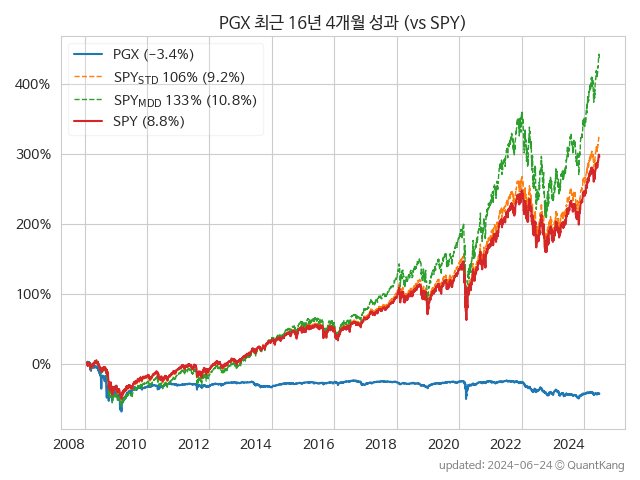 PGX 최근 16년 4개월 성과 (vs SPY)
PGX (−3.4%)
SPY_STD 106% (9.2%)
SPY_MDD 133% (10.8%)
SPY (8.8%)
400%
300%
200%
100%
0%
2008 2010 2012 2014 2016 2018 2020 2022 2024
updated: 2024-06-24 © QuantKang